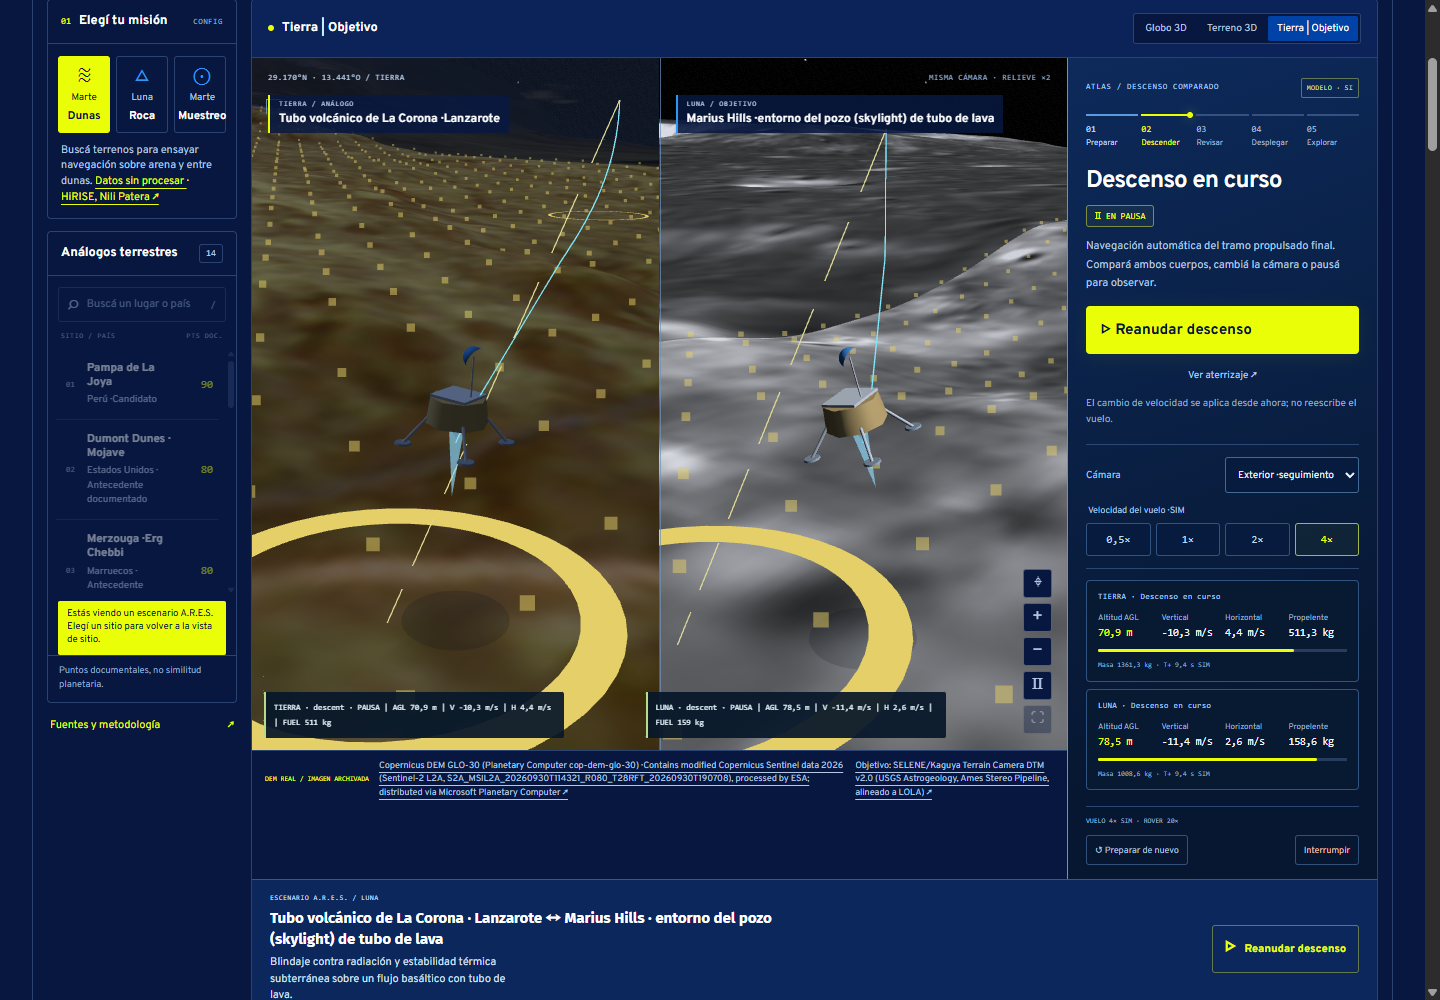 01 Elegí tu misión CONFIG
Marte
Dunas
Luna
Roca
Marte
Muestreo
Buscá terrenos para ensayar
navegación sobre arena y entre
dunas. Datos sin procesar ·
HiRISE, Nili Patera ↗
Análogos terrestres 14
Buscá un lugar o país /
SITIO / PAÍS PTS DOC.
01 Pampa de La
Joya 90
Perú · Candidato
02 Dumont Dunes ·
Mojave 80
Estados Unidos ·
Antecedente
documentado
03 Merzouga · Erg
Chebbi 80
Marruecos ·
Antecedente
Estás viendo un escenario A.R.E.S.
Elegí un sitio para volver a la vista
de sitio.
Puntos documentales, no similitud
planetaria.
Fuentes y metodología ↗
Tierra | Objetivo
Globo 3D Terreno 3D Tierra | Objetivo
29.170°N · 13.441°O / TIERRA
TIERRA / ANÁLOGO
Tubo volcánico de La Corona · Lanzarote
MISMA CÁMARA · RELIEVE ×2
LUNA / OBJETIVO
Marius Hills · entorno del pozo (skylight) de tubo de lava
TIERRA · descent · PAUSA | AGL 70,9 m | V -10,3 m/s | H 4,4 m/s
| FUEL 511 kg
LUNA · descent · PAUSA | AGL 78,5 m | V -11,4 m/s | H 2,6 m/s |
FUEL 159 kg
+
−
DEM REAL / IMAGEN ARCHIVADA
Copernicus DEM GLO-30 (Planetary Computer cop-dem-glo-30) · Contains modified Copernicus Sentinel data 2026
(Sentinel-2 L2A, S2A_MSIL2A_20260930T114321_R080_T28RFT_20260930T190708), processed by ESA;
distributed via Microsoft Planetary Computer ↗
Objetivo: SELENE/Kaguya Terrain Camera DTM
v2.0 (USGS Astrogeology, Ames Stereo Pipeline,
alineado a LOLA) ↗
ATLAS / DESCENSO COMPARADO MODELO · SI
01 02 03 04 05
Preparar Descender Revisar Desplegar Explorar
Descenso en curso
EN PAUSA
Navegación automática del tramo propulsado final.
Compará ambos cuerpos, cambiá la cámara o pausá
para observar.
Reanudar descenso
Ver aterrizaje ↗
El cambio de velocidad se aplica desde ahora; no reescribe el
vuelo.
Cámara Exterior · seguimiento
Velocidad del vuelo · SIM
0,5× 1× 2× 4×
TIERRA · Descenso en curso
Altitud AGL Vertical Horizontal Propelente
70,9 m -10,3 m/s 4,4 m/s 511,3 kg
Masa 1361,3 kg · T+ 9,4 s SIM
LUNA · Descenso en curso
Altitud AGL Vertical Horizontal Propelente
78,5 m -11,4 m/s 2,6 m/s 158,6 kg
Masa 1008,6 kg · T+ 9,4 s SIM
VUELO 4× SIM · ROVER 20×
↺ Preparar de nuevo Interrumpir
ESCENARIO A.R.E.S. / LUNA
Tubo volcánico de La Corona · Lanzarote ↔ Marius Hills · entorno del pozo
(skylight) de tubo de lava
Blindaje contra radiación y estabilidad térmica
subterránea sobre un flujo basáltico con tubo de
lava.
Reanudar descenso